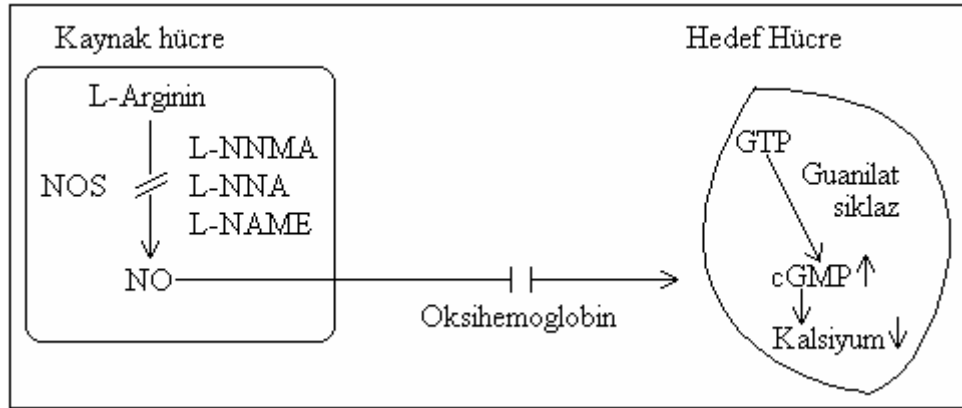 Kaynak hücre
Hedef Hücre
L-Arginin
NOS
L-NNMA
L-NNA
L-NAME
NO
Oksihemoglobin
GTP
Guanilat
siklaz
cGMP
Kalsiyum